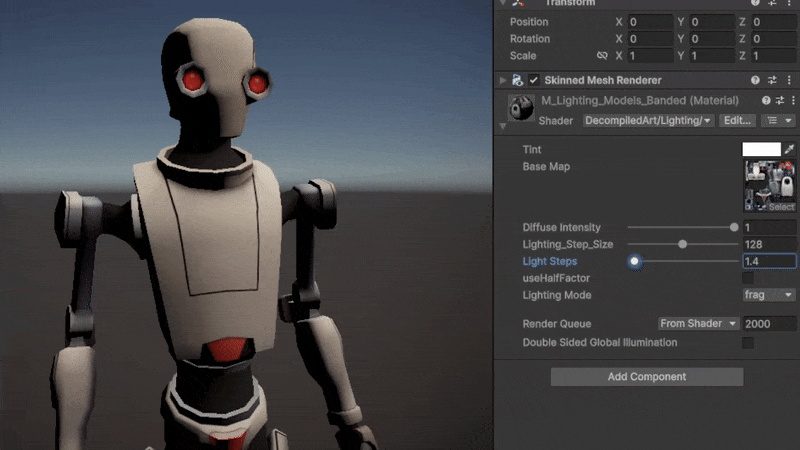 Transform
Position X 0 Y 0 Z 0
Rotation X 0 Y 0 Z 0
Scale X 1 Y 1 Z 1
Skinned Mesh Renderer
M_Lighting_Models_Banded (Material)
Shader DecompiledArt/Lighting/ Edit...
Tint
Base Map
Select
Diffuse Intensity 1
Lighting_Step_Size 128
Light Steps 1.4
useHalfFactor
Lighting Mode frag
Render Queue From Shader 2000
Double Sided Global Illumination
Add Component